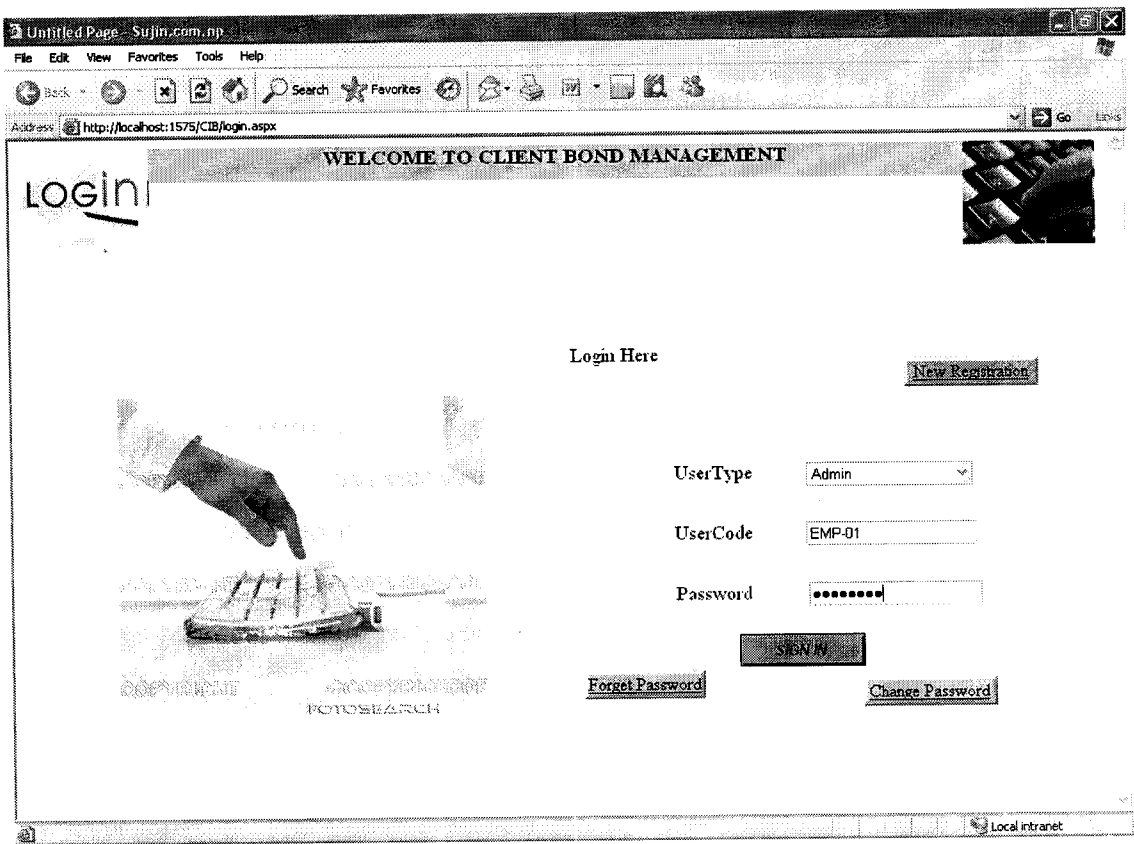 Untitled Page - Sujin.com.np
File Edit View Favorites Tools Help
Back Search Favorites
Address http://localhost:1575/CIB/login.aspx Go Links
WELCOME TO CLIENT BOND MANAGEMENT
LOGin
Login Here
New Registration
UserType Admin
UserCode EMP-01
Password ••••••••
SIGN IN
Forget Password Change Password
FOTOSEARCH
Local intranet